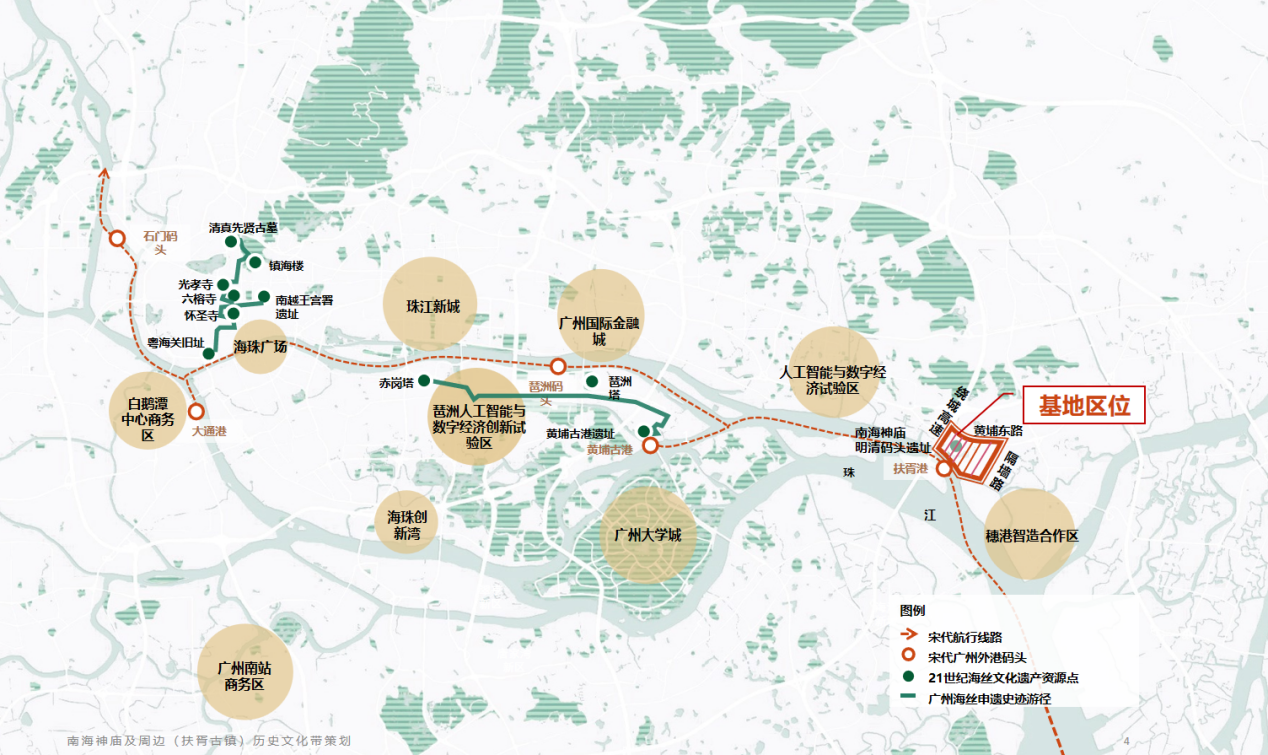 石门码
头
清真先贤古墓
镇海楼
光孝寺
六榕寺
南越王宫署
遗址
怀圣寺
粤海关旧址
海珠广场
珠江新城
广州国际金融
城
赤岗塔
琶洲码
头
琶洲
塔
人工智能与数字经
济试验区
白鹅潭
中心商务
区
大通港
琶洲人工智能与
数字经济创新试
验区
黄埔古港遗址
黄埔古港
绕城高速
基地区位
黄埔东路
南海神庙
明清码头遗址
扶胥港
隔墙路
珠
江
海珠创
新湾
广州大学城
穗港智造合作区
广州南站
商务区
图例
宋代航行线路
宋代广州外港码头
21世纪海丝文化遗产资源点
广州海丝申遗史迹游径
南海神庙及周边（扶胥古镇）历史文化带策划
4